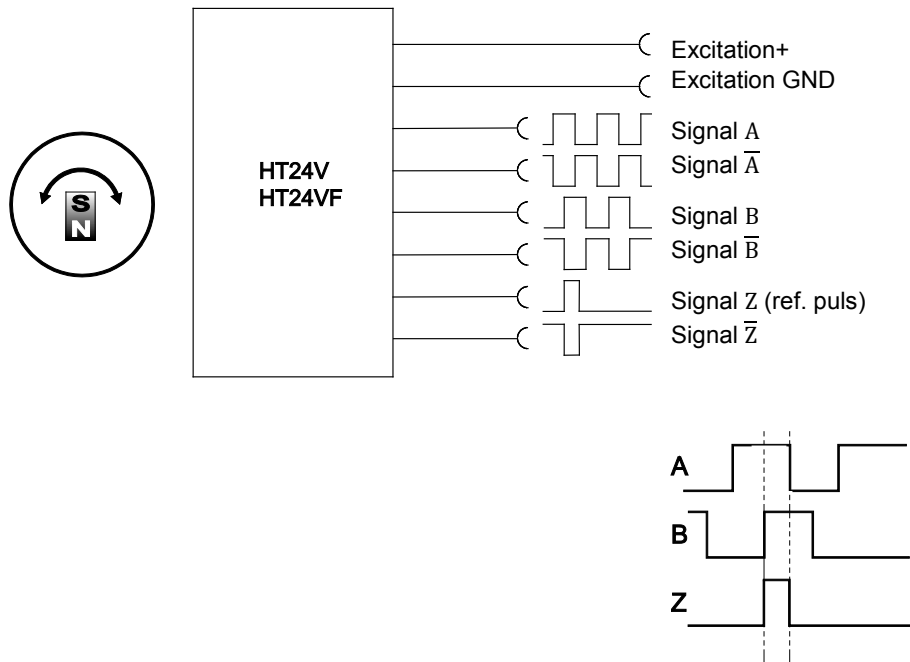 Excitation+
Excitation GND
Signal A
Signal A̅
Signal B
Signal B̅
Signal Z (ref. puls)
Signal Z̅
HT24V
HT24VF
S
N
A
B
Z